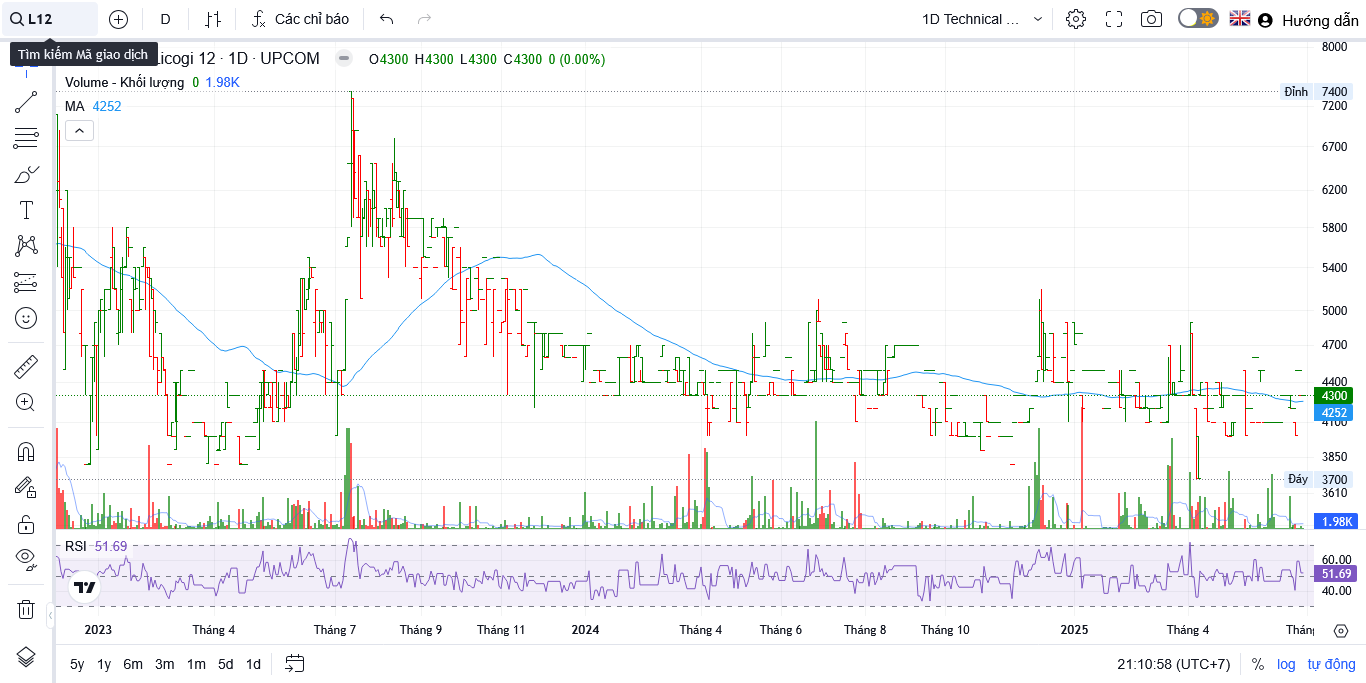 L12
D
Các chỉ báo
1D Technical ...
Hướng dẫn
Tìm kiếm Mã giao dịch
Licogi 12 · 1D · UPCOM
O4300 H4300 L4300 C4300 0 (0.00%)
Volume - Khối lượng 0 1.98K
MA 4252
8000
Đỉnh 7400
7200
6700
6200
5800
5400
5000
4700
4400
4300
4252
4100
3850
Đáy 3700
3610
1.98K
RSI 51.69
60.00
51.69
40.00
2023 Tháng 4 Tháng 7 Tháng 9 Tháng 11 2024 Tháng 4 Tháng 6 Tháng 8 Tháng 10 2025 Tháng 4 Thán
5y 1y 6m 3m 1m 5d 1d
21:10:58 (UTC+7) % log tự động